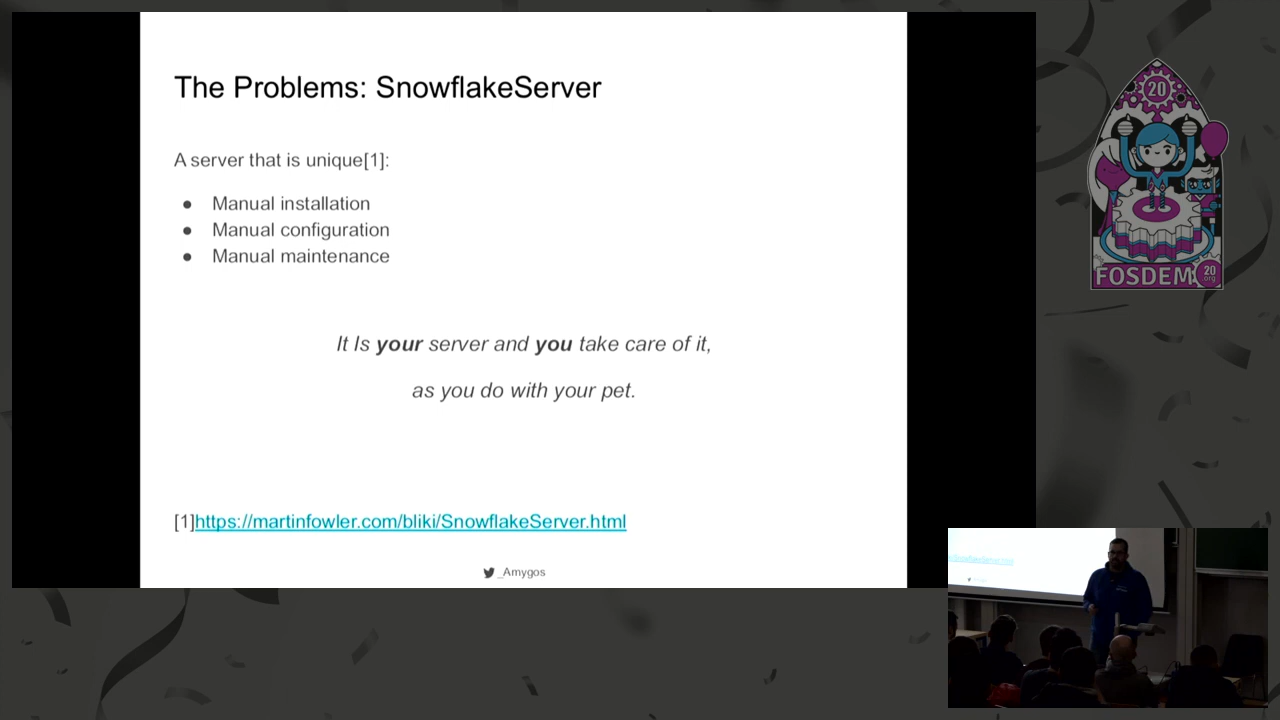 The Problems: SnowflakeServer
A server that is unique[1]:
● Manual installation
● Manual configuration
● Manual maintenance
It Is your server and you take care of it,
as you do with your pet.
[1]https://martinfowler.com/bliki/SnowflakeServer.html
_Amygos
20
FOSDEM
20
.org